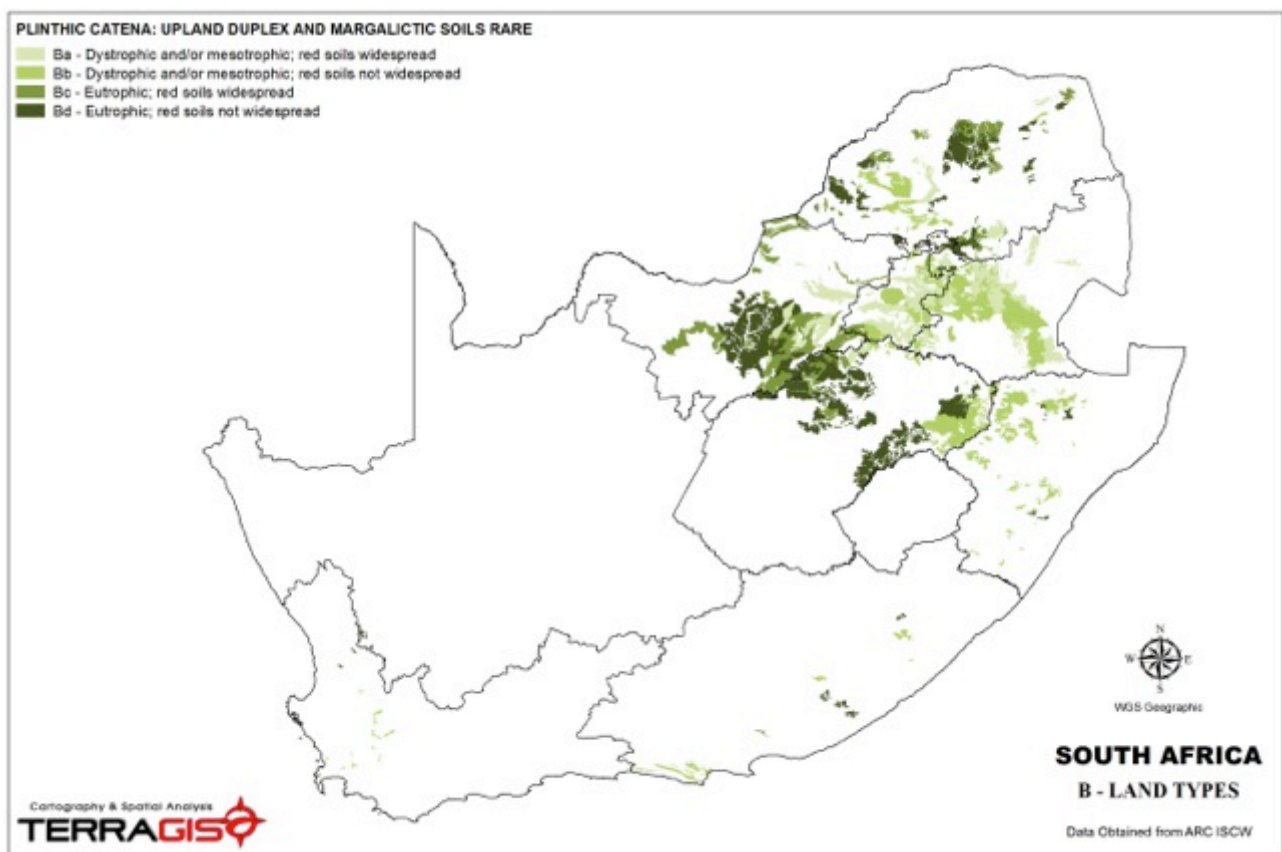 PLINTHIC CATENA: UPLAND DUPLEX AND MARGALICTIC SOILS RARE
Ba - Dystrophic and/or mesotrophic; red soils widespread
Bb - Dystrophic and/or mesotrophic; red soils not widespread
Bc - Eutrophic; red soils widespread
Bd - Eutrophic; red soils not widespread
N
W E
S
WGS Geographic
SOUTH AFRICA
B - LAND TYPES
Data Obtained from ARC ISCW
Cartography & Spatial Analysis
TERRAGIS